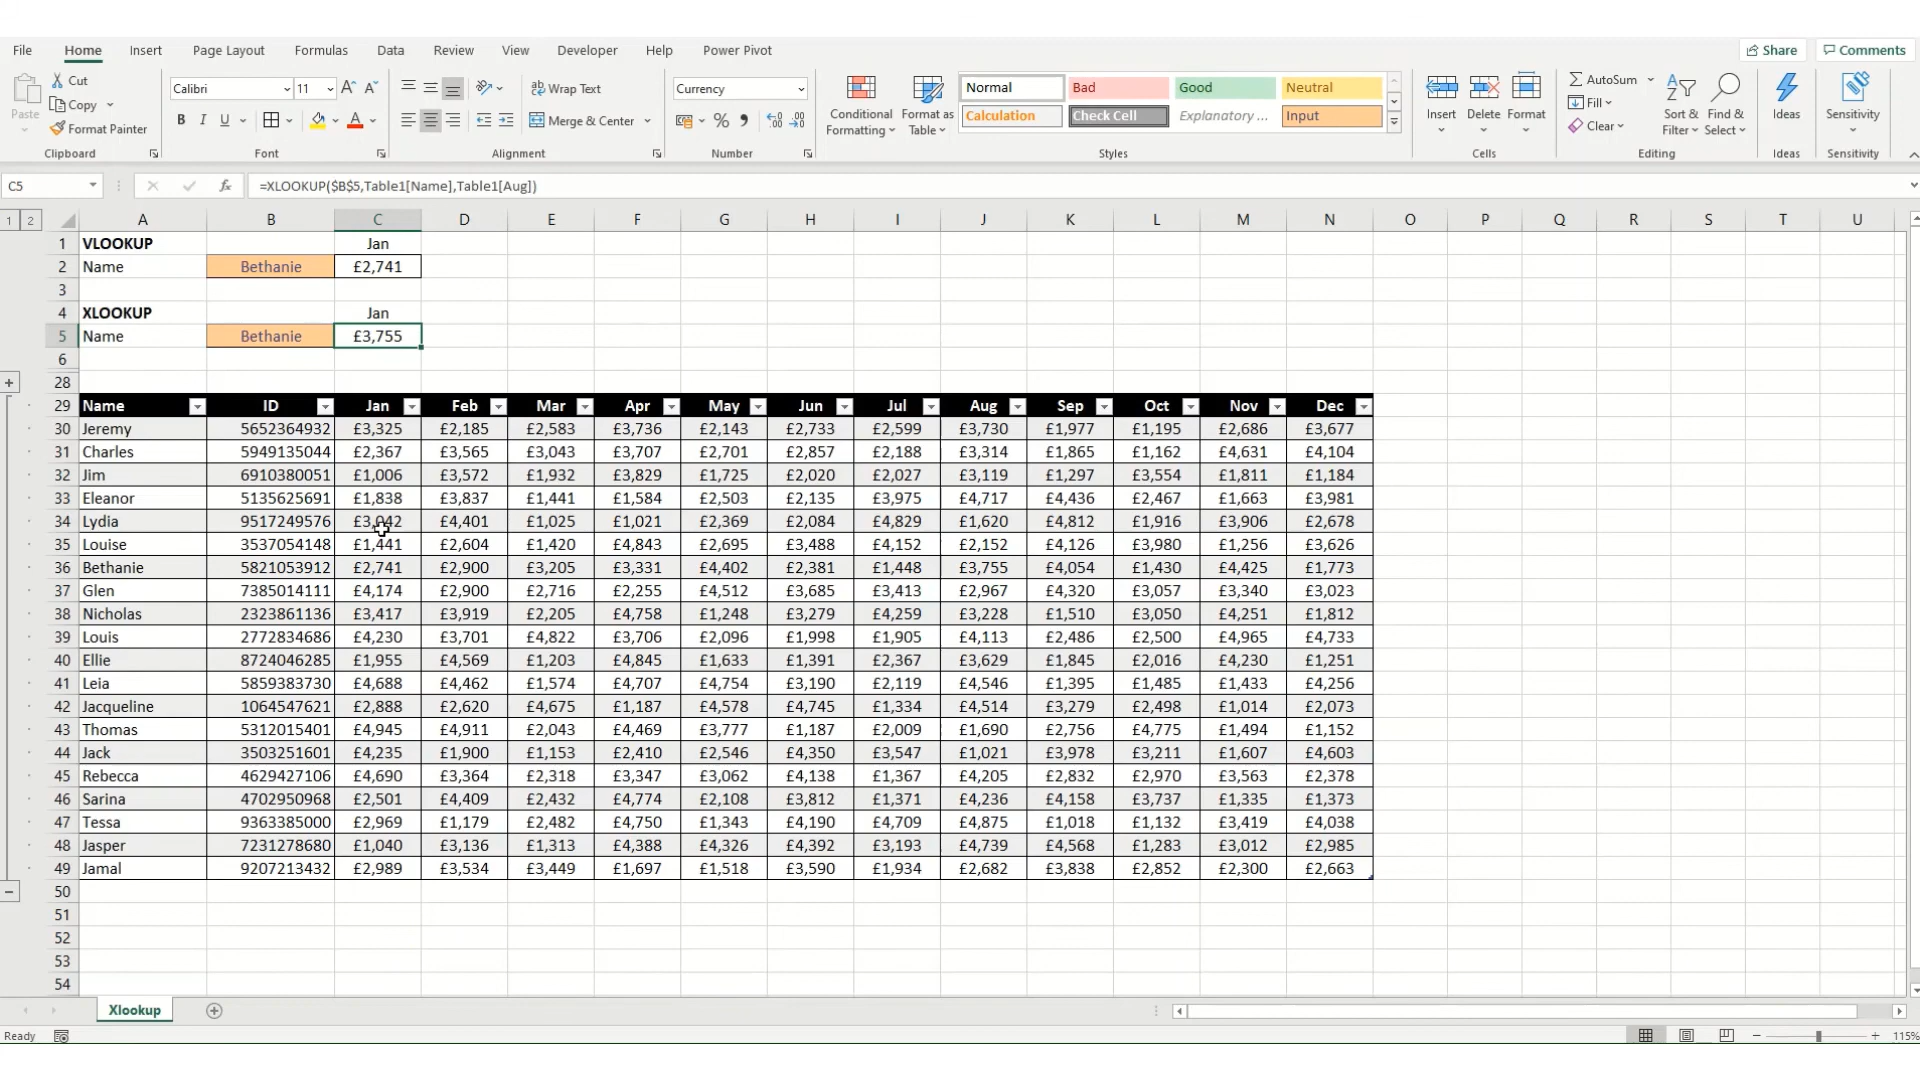 File Home Insert Page Layout Formulas Data Review View Developer Help Power Pivot Share Comments
Paste Cut Copy Format Painter Clipboard
Calibri 11 A A B I U A Font
Wrap Text Merge & Center Alignment
Currency % Number
Conditional Formatting Format as Table
Normal Bad Good Neutral
Calculation Check Cell Explanatory ... Input
Styles
Insert Delete Format Cells
AutoSum Fill Clear Sort & Filter Find & Select Editing
Ideas Ideas
Sensitivity Sensitivity
C5 fx =XLOOKUP($B$5,Table1[Name],Table1[Aug])
1 2 A B C D E F G H I J K L M N O P Q R S T U
1 VLOOKUP Jan
2 Name Bethanie £2,741
3
4 XLOOKUP Jan
5 Name Bethanie £3,755
6
28
29 Name ID Jan Feb Mar Apr May Jun Jul Aug Sep Oct Nov Dec
30 Jeremy 5652364932 £3,325 £2,185 £2,583 £3,736 £2,143 £2,733 £2,599 £3,730 £1,977 £1,195 £2,686 £3,677
31 Charles 5949135044 £2,367 £3,565 £3,043 £3,707 £2,701 £2,857 £2,188 £3,314 £1,865 £1,162 £4,631 £4,104
32 Jim 6910380051 £1,006 £3,572 £1,932 £3,829 £1,725 £2,020 £2,027 £3,119 £1,297 £3,554 £1,811 £1,184
33 Eleanor 5135625691 £1,838 £3,837 £1,441 £1,584 £2,503 £2,135 £3,975 £4,717 £4,436 £2,467 £1,663 £3,981
34 Lydia 9517249576 £3,042 £4,401 £1,025 £1,021 £2,369 £2,084 £4,829 £1,620 £4,812 £1,916 £3,906 £2,678
35 Louise 3537054148 £1,441 £2,604 £1,420 £4,843 £2,695 £3,488 £4,152 £2,152 £4,126 £3,980 £1,256 £3,626
36 Bethanie 5821053912 £2,741 £2,900 £3,205 £3,331 £4,402 £2,381 £1,448 £3,755 £4,054 £1,430 £4,425 £1,773
37 Glen 7385014111 £4,174 £2,900 £2,716 £2,255 £4,512 £3,685 £3,413 £2,967 £4,320 £3,057 £3,340 £3,023
38 Nicholas 2323861136 £3,417 £3,919 £2,205 £4,758 £1,248 £3,279 £4,259 £3,228 £1,510 £3,050 £4,251 £1,812
39 Louis 2772834686 £4,230 £3,701 £4,822 £3,706 £2,096 £1,998 £1,905 £4,113 £2,486 £2,500 £4,965 £4,733
40 Ellie 8724046285 £1,955 £4,569 £1,203 £4,845 £1,633 £1,391 £2,367 £3,629 £1,845 £2,016 £4,230 £1,251
41 Leia 5859383730 £4,688 £4,462 £1,574 £4,707 £4,754 £3,190 £2,119 £4,546 £1,395 £1,485 £1,433 £4,256
42 Jacqueline 1064547621 £2,888 £2,620 £4,675 £1,187 £4,578 £4,745 £1,334 £4,514 £3,279 £2,498 £1,014 £2,073
43 Thomas 5312015401 £4,945 £4,911 £2,043 £4,469 £3,777 £1,187 £2,009 £1,690 £2,756 £4,775 £1,494 £1,152
44 Jack 3503251601 £4,235 £1,900 £1,153 £2,410 £2,546 £4,350 £3,547 £1,021 £3,978 £3,211 £1,607 £4,603
45 Rebecca 4629427106 £4,690 £3,364 £2,318 £3,347 £3,062 £4,138 £1,367 £4,205 £2,832 £2,970 £3,563 £2,378
46 Sarina 4702950968 £2,501 £4,409 £2,432 £4,774 £2,108 £3,812 £1,371 £4,236 £4,158 £3,737 £1,335 £1,373
47 Tessa 9363385000 £2,969 £1,179 £2,482 £4,750 £1,343 £4,190 £4,709 £4,875 £1,018 £1,132 £3,419 £4,038
48 Jasper 7231278680 £1,040 £3,136 £1,313 £4,388 £4,326 £4,392 £3,193 £4,739 £4,568 £1,283 £3,012 £2,985
49 Jamal 9207213432 £2,989 £3,534 £3,449 £1,697 £1,518 £3,590 £1,934 £2,682 £3,838 £2,852 £2,300 £2,663
50
51
52
53
54
Xlookup
Ready 115%